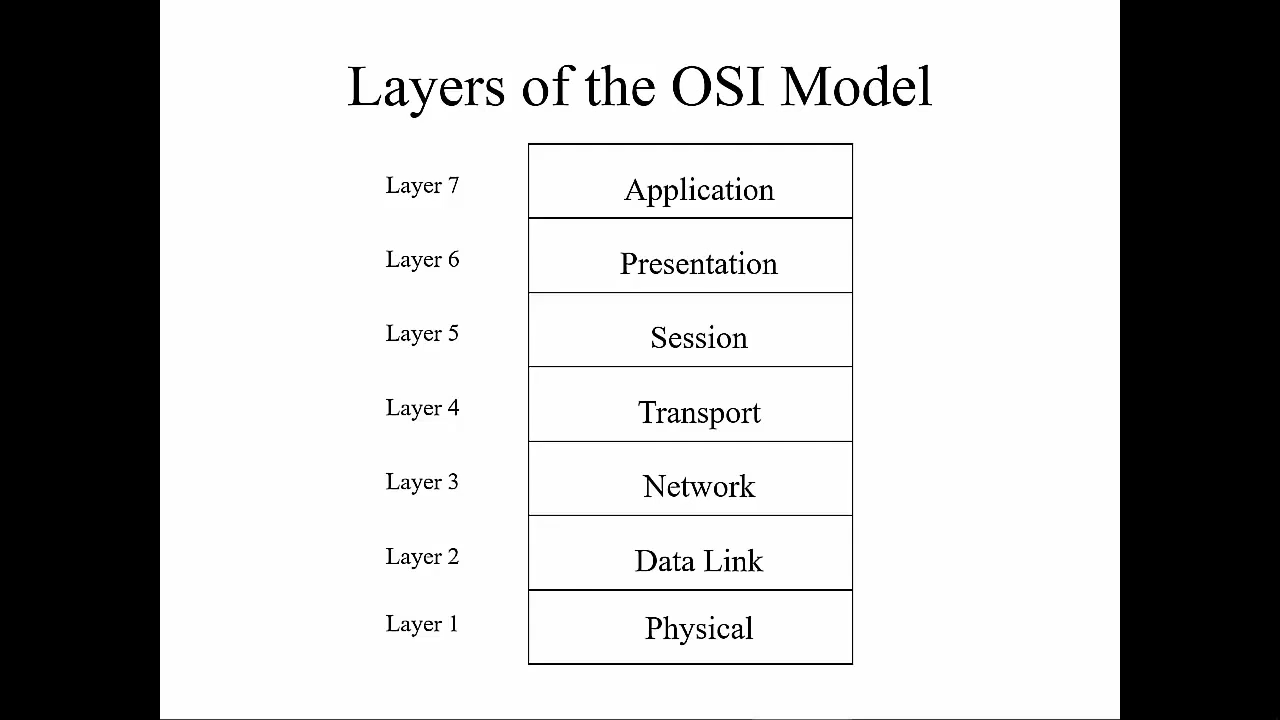 Layers of the OSI Model
Layer 7 Application
Layer 6 Presentation
Layer 5 Session
Layer 4 Transport
Layer 3 Network
Layer 2 Data Link
Layer 1 Physical